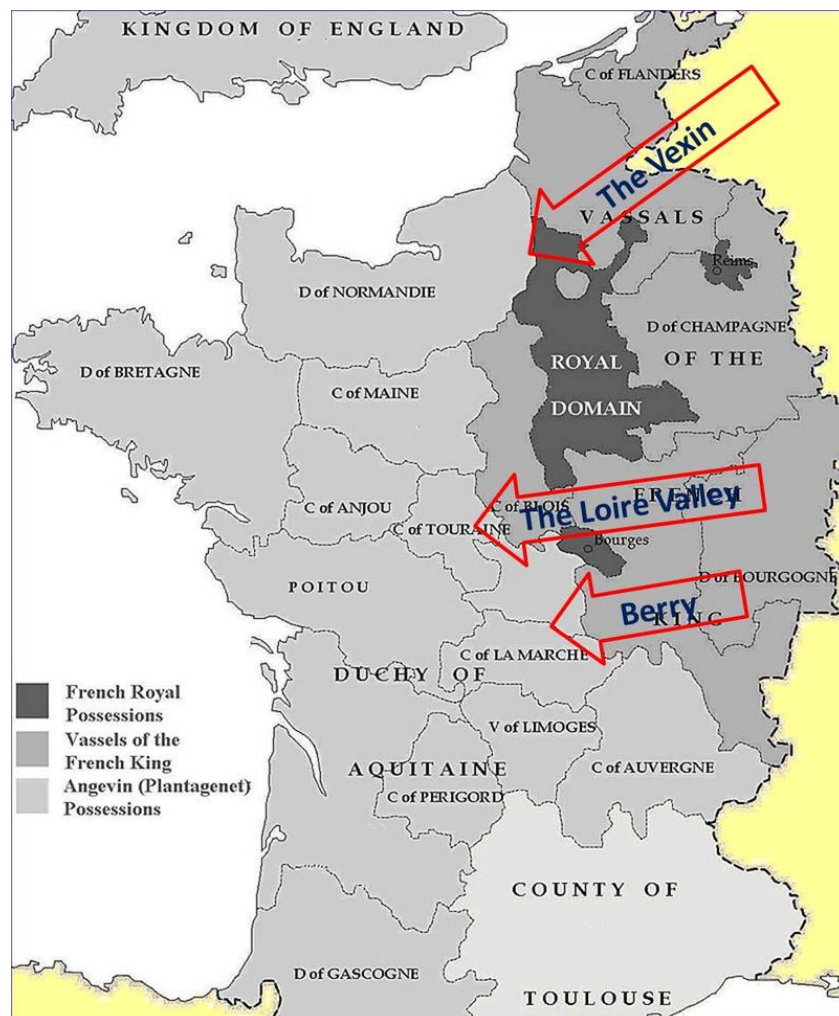 KINGDOM OF ENGLAND
C of FLANDERS
The Vexin
VASSALS
Reims
D of NORMANDIE
D of CHAMPAGNE
OF THE
ROYAL
DOMAIN
D of BRETAGNE
C of MAINE
FRENCH
C of ANJOU
C of BLOIS
The Loire Valley
C of TOURAINE
Bourges
POITOU
D of BOURGOGNE
Berry
KING
C of LA MARCHE
DUCHY OF
French Royal
Possessions
Vassels of the
French King
Angevin (Plantagenet)
Possessions
V of LIMOGES
AQUITAINE
C of AUVERGNE
C of PERIGORD
COUNTY OF
D of GASCOGNE
TOULOUSE